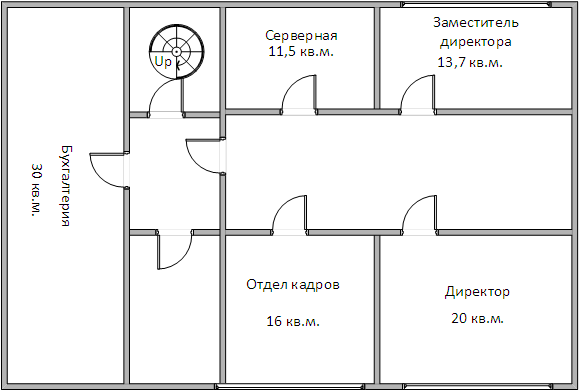 Серверная
11,5 кв.м.
Заместитель
директора
13,7 кв.м.
Up
Бухгалтерия
30 кв.м.
Отдел кадров
16 кв.м.
Директор
20 кв.м.